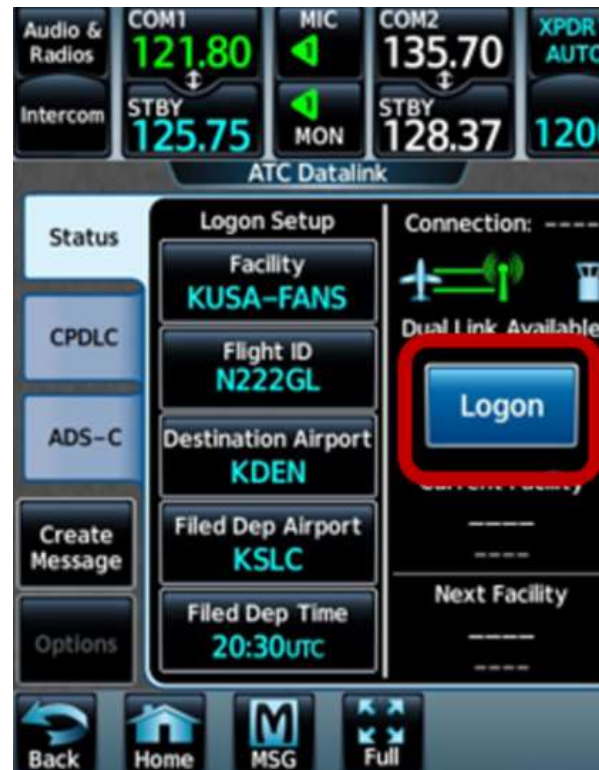 Audio &
Radios
COM1
121.80
STBY
125.75
MIC
MON
COM2
135.70
STBY
128.37
XPDR
AUTO
Intercom
ATC Datalink
Status
CPDLC
ADS-C
Create
Message
Options
Logon Setup
Facility
KUSA-FANS
Flight ID
N222GL
Destination Airport
KDEN
Filed Dep Airport
KSLC
Filed Dep Time
20:30UTC
Connection: ----
Dual Link Available
Logon
Current Facility
----
----
Next Facility
----
----
Back
Home
MSG
Full